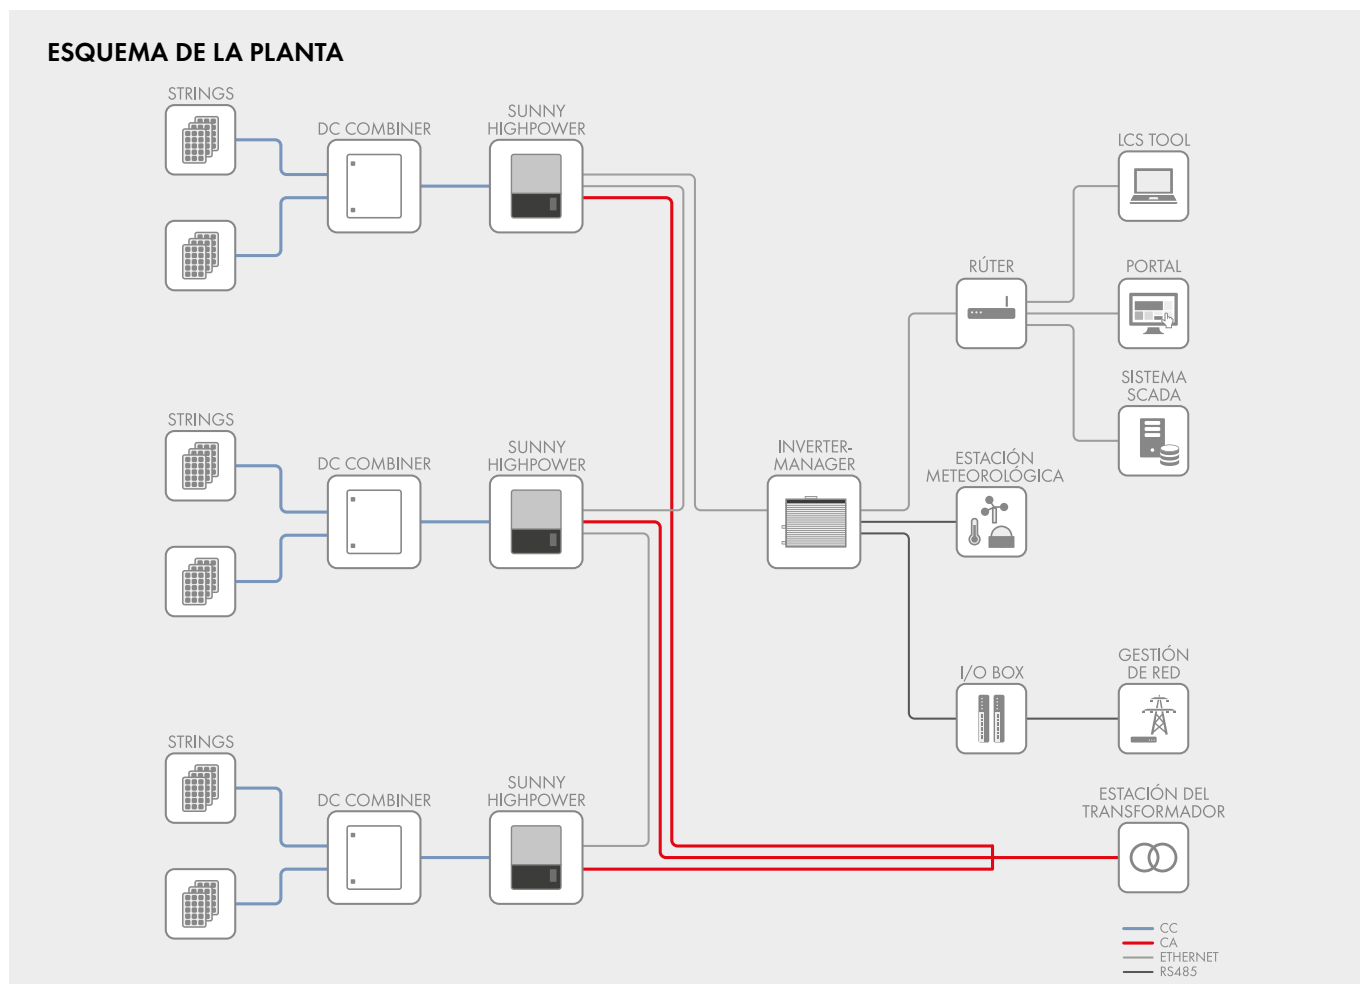 ESQUEMA DE LA PLANTA
STRINGS
DC COMBINER
SUNNY
HIGHPOWER
LCS TOOL
RÚTER
PORTAL
SISTEMA
SCADA
STRINGS
DC COMBINER
SUNNY
HIGHPOWER
INVERTER-
MANAGER
ESTACIÓN
METEOROLÓGICA
I/O BOX
GESTIÓN
DE RED
STRINGS
DC COMBINER
SUNNY
HIGHPOWER
ESTACIÓN DEL
TRANSFORMADOR
CC
CA
ETHERNET
RS485